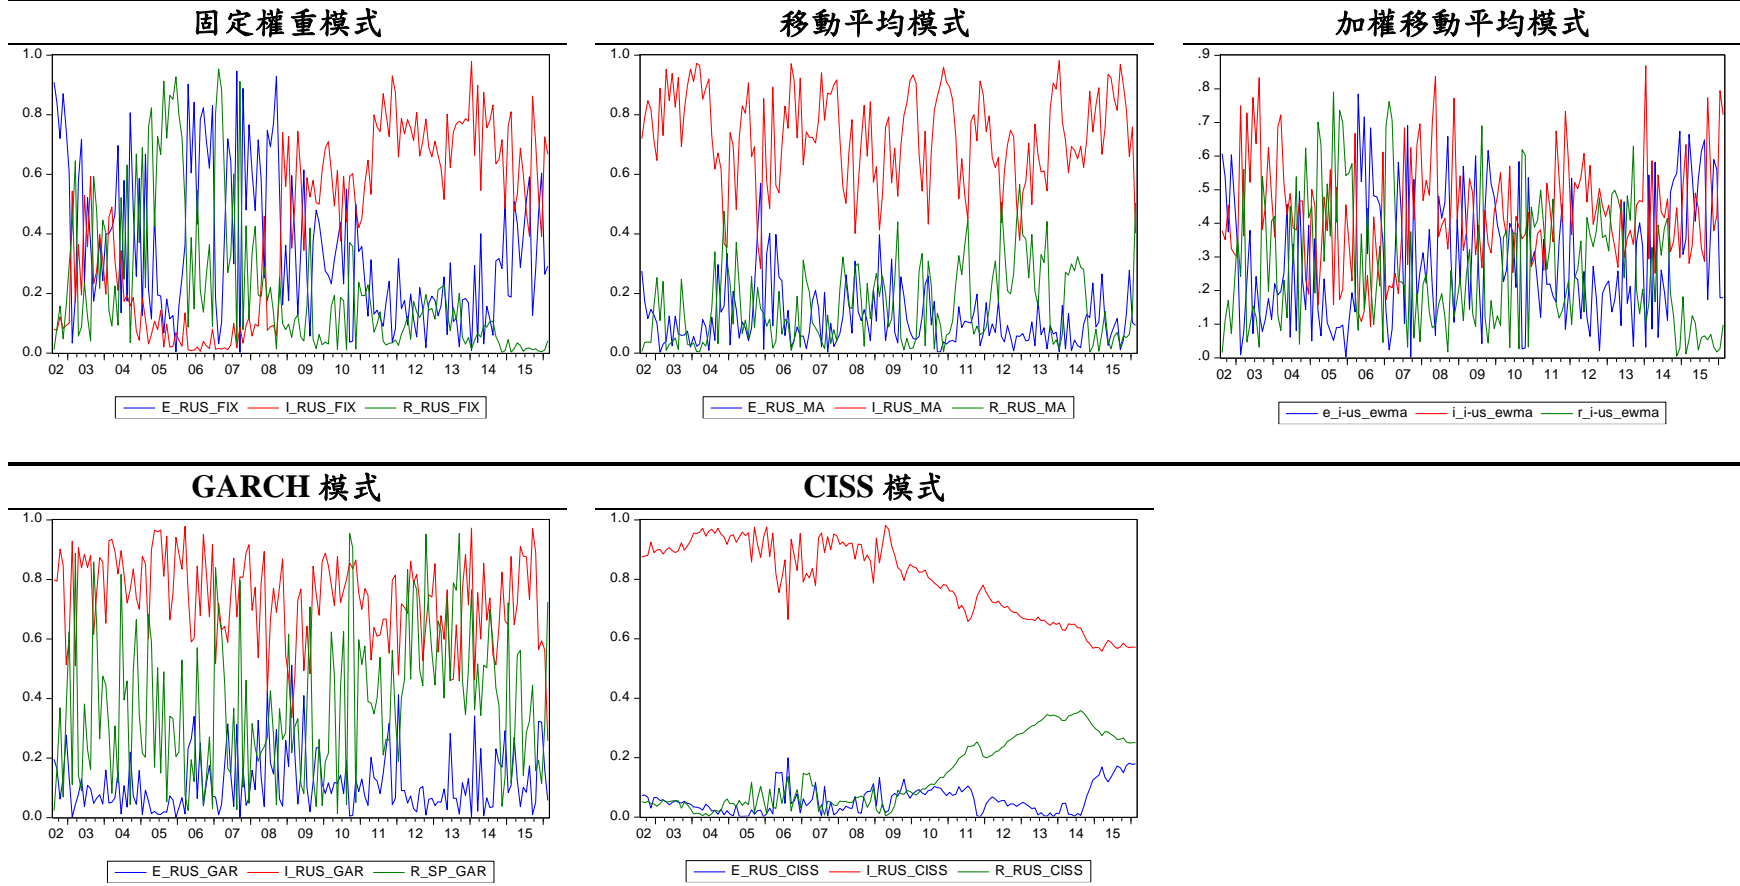 固定權重模式
移動平均模式
加權移動平均模式
1.0
0.8
0.6
0.4
0.2
0.0
02 03 04 05 06 07 08 09 10 11 12 13 14 15
E_RUS_FIX I_RUS_FIX R_RUS_FIX
1.0
0.8
0.6
0.4
0.2
0.0
02 03 04 05 06 07 08 09 10 11 12 13 14 15
E_RUS_MA I_RUS_MA R_RUS_MA
.9
.8
.7
.6
.5
.4
.3
.2
.1
.0
02 03 04 05 06 07 08 09 10 11 12 13 14 15
e_i-us_ewma i_i-us_ewma r_i-us_ewma
GARCH 模式
CISS 模式
1.0
0.8
0.6
0.4
0.2
0.0
02 03 04 05 06 07 08 09 10 11 12 13 14 15
E_RUS_GAR I_RUS_GAR R_SP_GAR
1.0
0.8
0.6
0.4
0.2
0.0
02 03 04 05 06 07 08 09 10 11 12 13 14 15
E_RUS_CISS I_RUS_CISS R_RUS_CISS